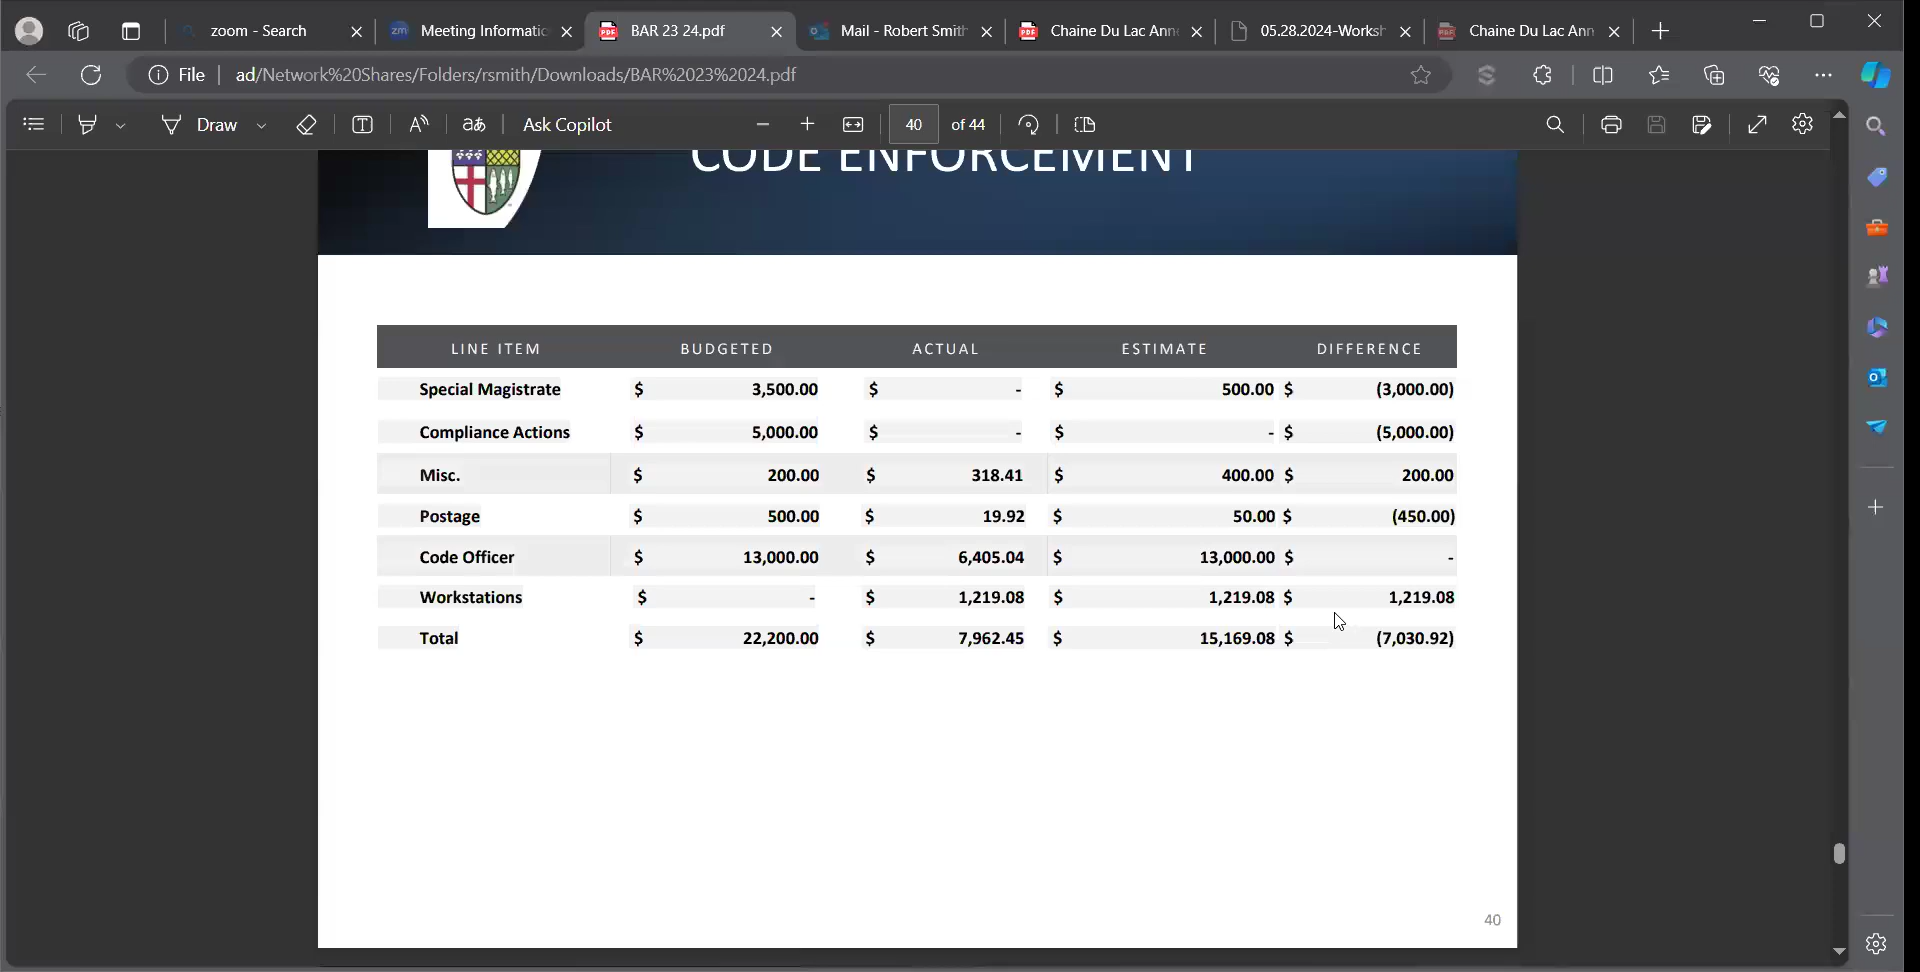 zoom - Search
zm Meeting Informatic
PDF BAR 23 24.pdf
Mail - Robert Smith
PDF Chaine Du Lac Ann
05.28.2024-Worksh
PDF Chaine Du Lac Ann
File ad/Network%20Shares/Folders/rsmith/Downloads/BAR%2023%2024.pdf
Draw T A aあ Ask Copilot 40 of 44
CODE ENFORCEMENT
LINE ITEM BUDGETED ACTUAL ESTIMATE DIFFERENCE
Special Magistrate $ 3,500.00 $ - $ 500.00 $ (3,000.00)
Compliance Actions $ 5,000.00 $ - $ - $ (5,000.00)
Misc. $ 200.00 $ 318.41 $ 400.00 $ 200.00
Postage $ 500.00 $ 19.92 $ 50.00 $ (450.00)
Code Officer $ 13,000.00 $ 6,405.04 $ 13,000.00 $ -
Workstations $ - $ 1,219.08 $ 1,219.08 $ 1,219.08
Total $ 22,200.00 $ 7,962.45 $ 15,169.08 $ (7,030.92)
40